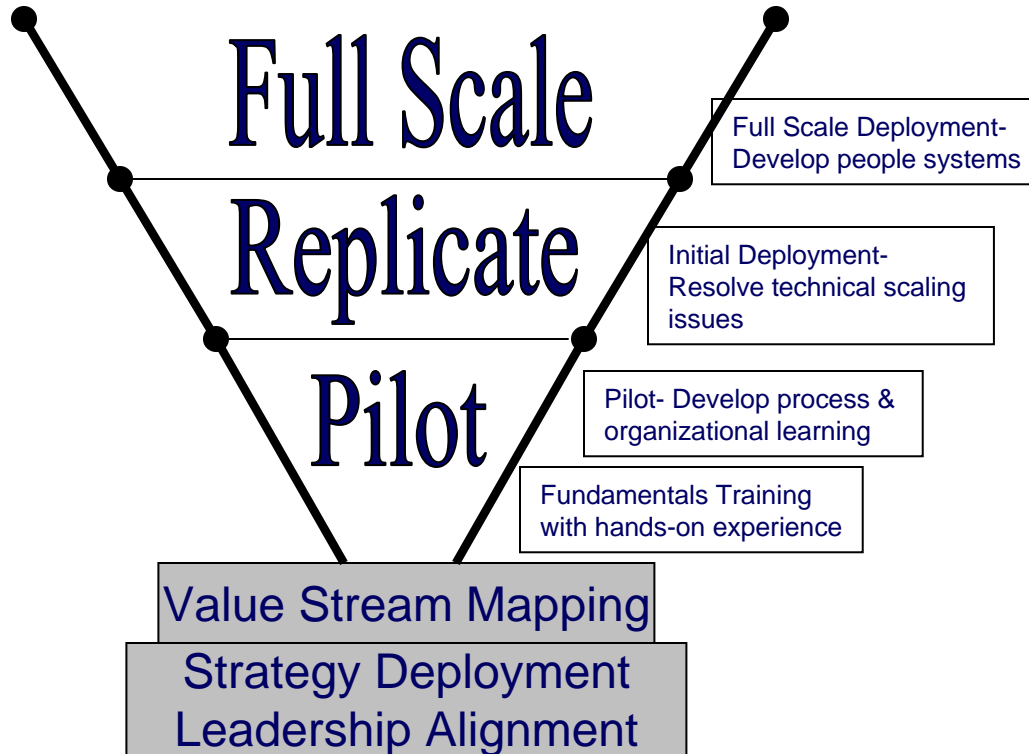 Full Scale
Full Scale Deployment-
Develop people systems
Replicate
Initial Deployment-
Resolve technical scaling
issues
Pilot
Pilot- Develop process &
organizational learning
Fundamentals Training
with hands-on experience
Value Stream Mapping
Strategy Deployment
Leadership Alignment